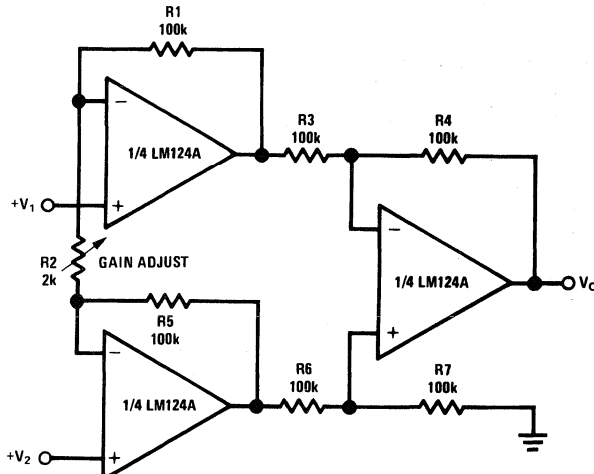 R1
100k
−
1/4 LM124A
+V1
+
R2
2k
GAIN ADJUST
R3
100k
R4
100k
−
1/4 LM124A
+
R5
100k
−
1/4 LM124A
+V2
+
R6
100k
R7
100k